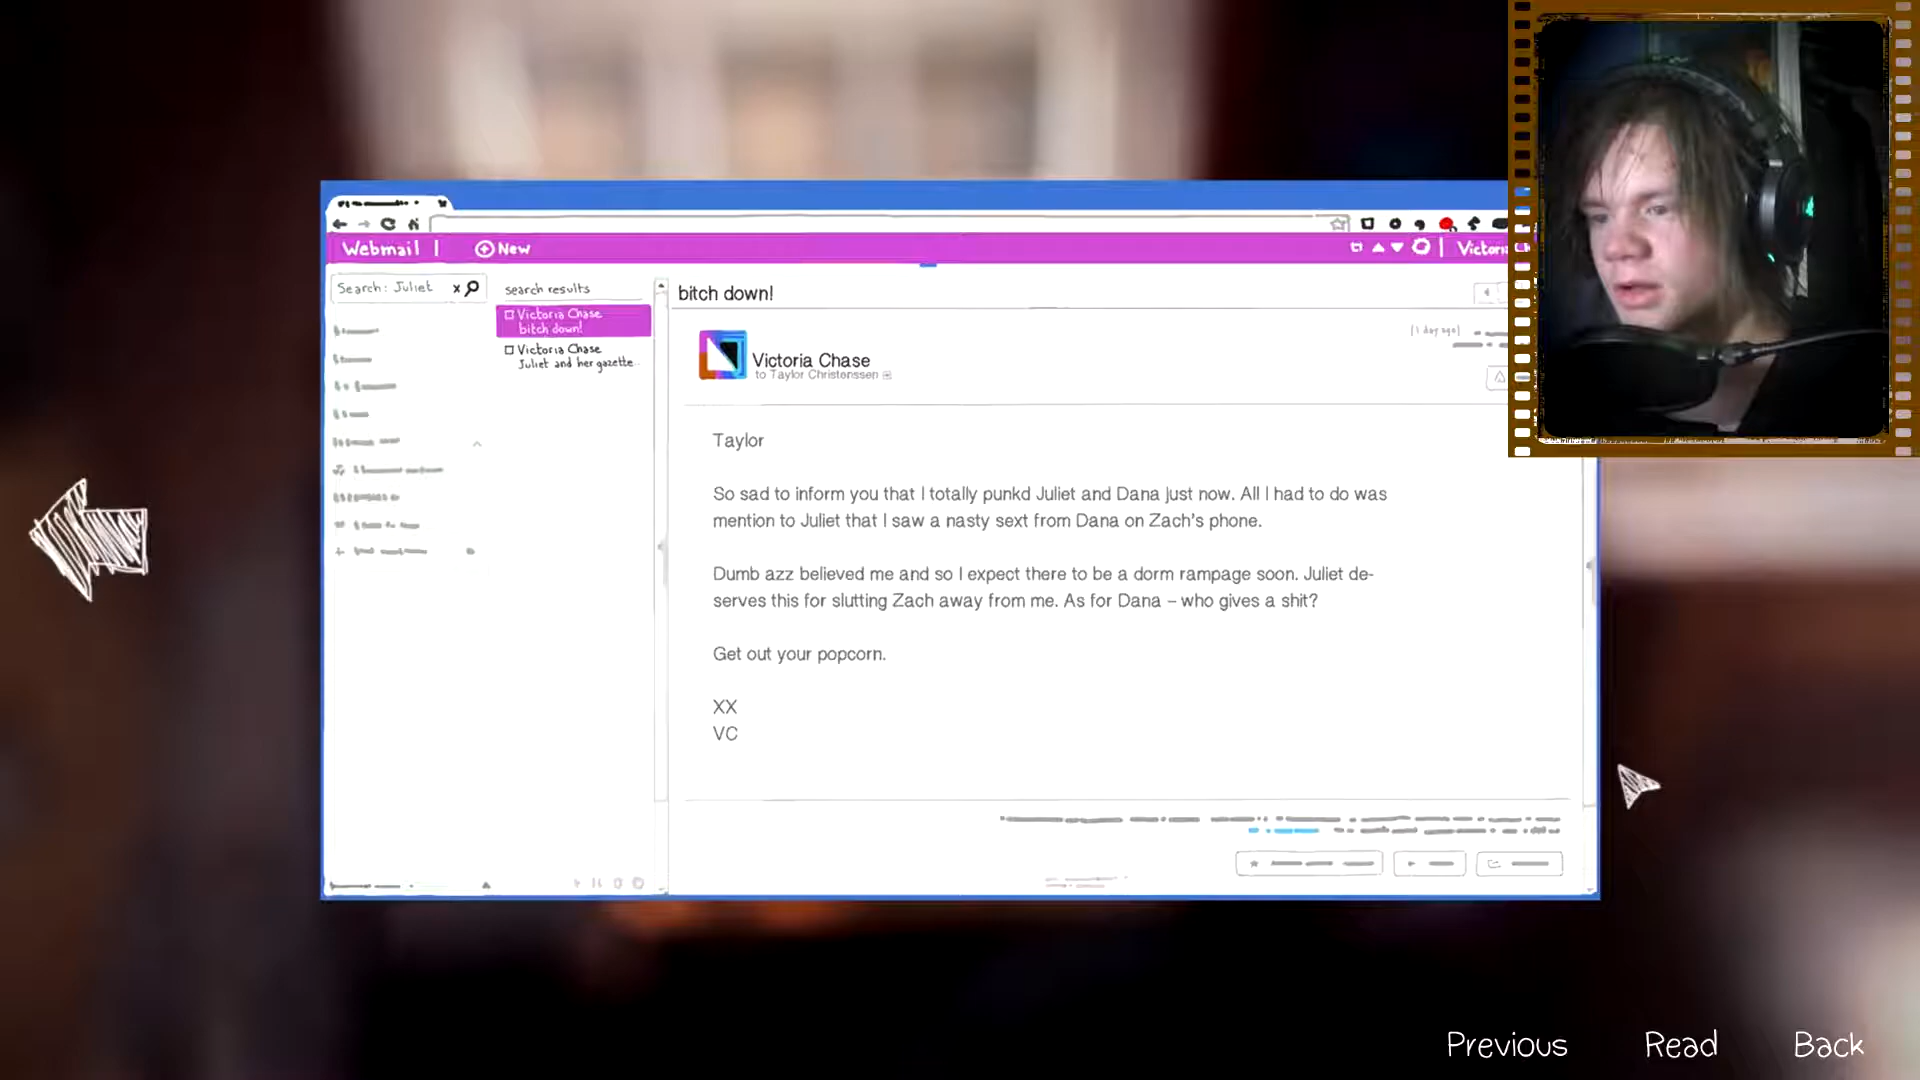 Webmail |
New
Victori
Search: Juliet x
search results
Victoria Chase
bitch down!
Victoria Chase
Juliet and her gazette..
bitch down!
[1 day ago]
Victoria Chase
to Taylor Christenssen
Taylor
So sad to inform you that I totally punkd Juliet and Dana just now. All I had to do was
mention to Juliet that I saw a nasty sext from Dana on Zach's phone.
Dumb azz believed me and so I expect there to be a dorm rampage soon. Juliet de-
serves this for slutting Zach away from me. As for Dana – who gives a shit?
Get out your popcorn.
XX
VC
Previous
Read
Back